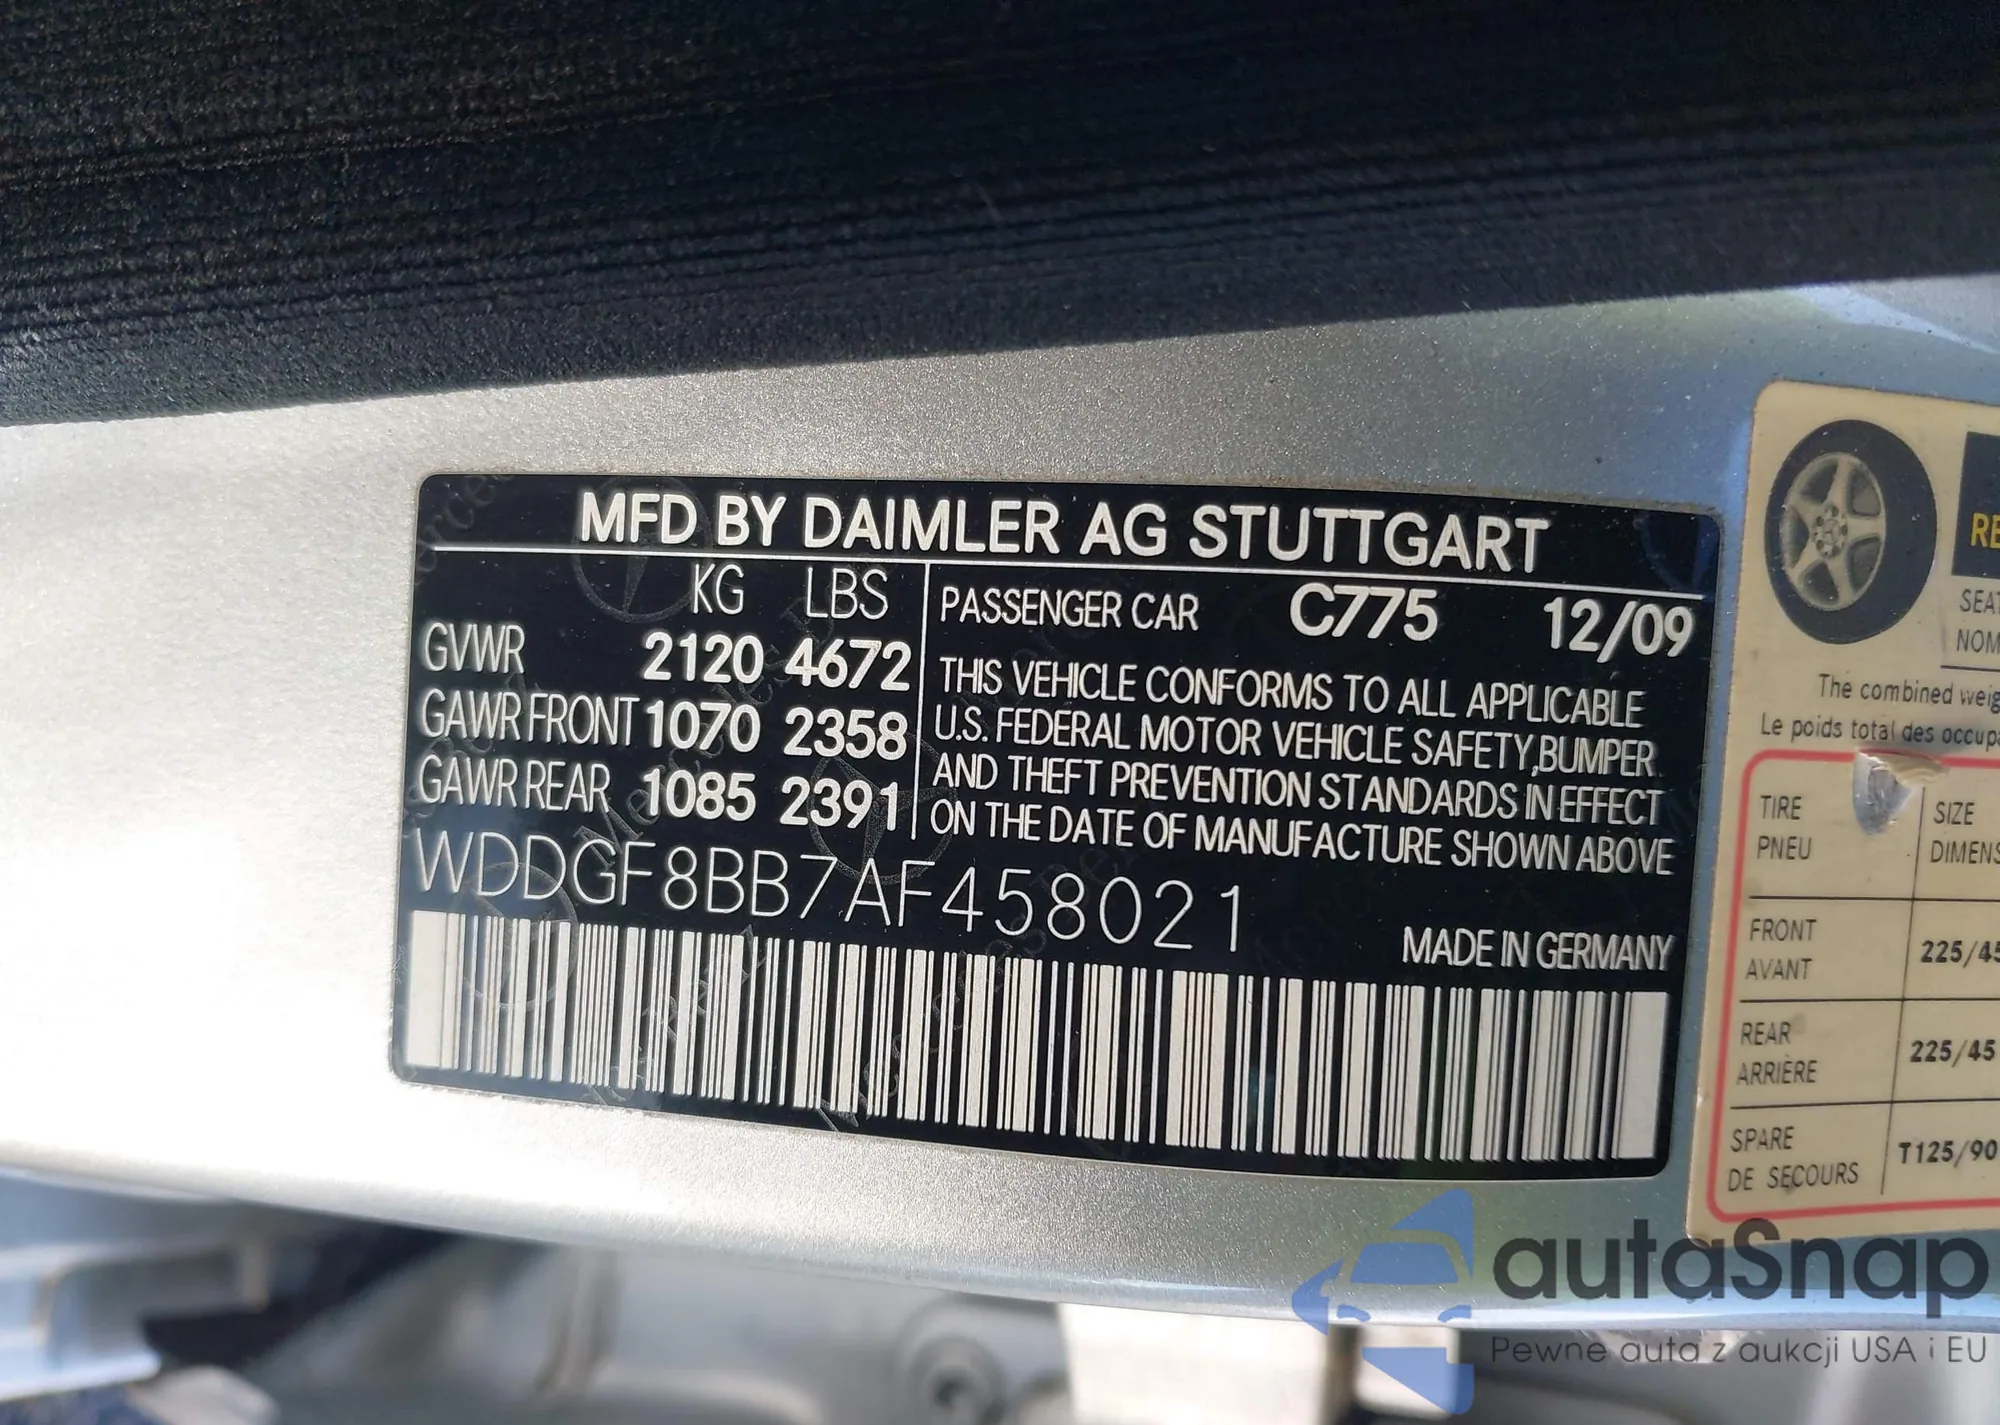 MFD BY DAIMLER AG STUTTGART
KG LBS
GVWR 2120 4672
GAWR FRONT 1070 2358
GAWR REAR 1085 2391
PASSENGER CAR C775 12/09
THIS VEHICLE CONFORMS TO ALL APPLICABLE
U.S. FEDERAL MOTOR VEHICLE SAFETY,BUMPER
AND THEFT PREVENTION STANDARDS IN EFFECT
ON THE DATE OF MANUFACTURE SHOWN ABOVE
WDDGF8BB7AF458021
MADE IN GERMANY
The combined
Le poids total des
TIRE SIZE
PNEU
FRONT 225/45
AVANT
REAR 225/45
ARRIÈRE
SPARE T125/90
DE SECOURS
autaSnap
Pewne auta z aukcji USA i EU